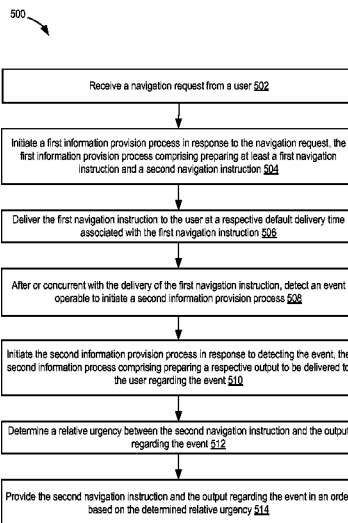 500
Receive a navigation request from a user 502
Initiate a first information provision process in response to the navigation request, the
first information provision process comprising preparing at least a first navigation
instruction and a second navigation instruction 504
Deliver the first navigation instruction to the user at a respective default delivery time
associated with the first navigation instruction 506
After or concurrent with the delivery of the first navigation instruction, detect an event
operable to initiate a second information provision process 508
Initiate the second information provision process in response to detecting the event, the
second information process comprising preparing a respective output to be delivered to
the user regarding the event 510
Determine a relative urgency between the second navigation instruction and the output
regarding the event 512
Provide the second navigation instruction and the output regarding the event in an order
based on the determined relative urgency 514